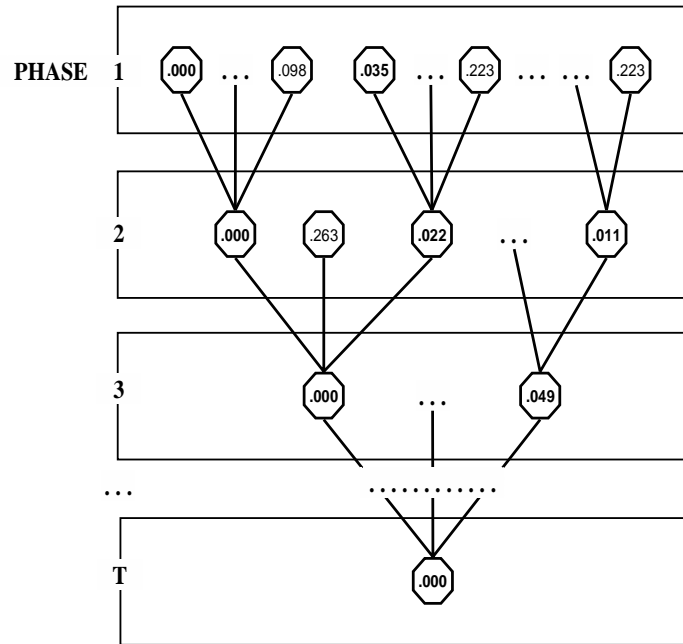 PHASE 1 .000 ... .098 .035 ... .223 ... ... .223
2 .000 .263 .022 ... .011
3 .000 ... .049
... ............
T .000